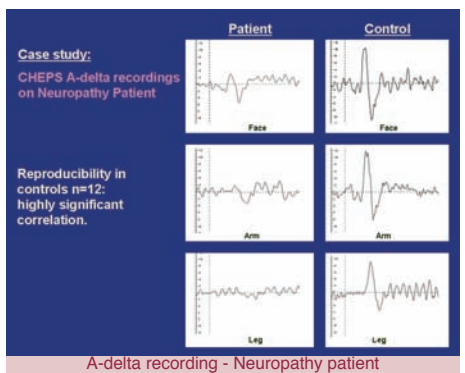 Patient Control
Case study:
CHEPS A-delta recordings
on Neuropathy Patient
Face Face
Reproducibility in
controls n=12:
highly significant
correlation.
Arm Arm
Leg Leg
A-delta recording - Neuropathy patient